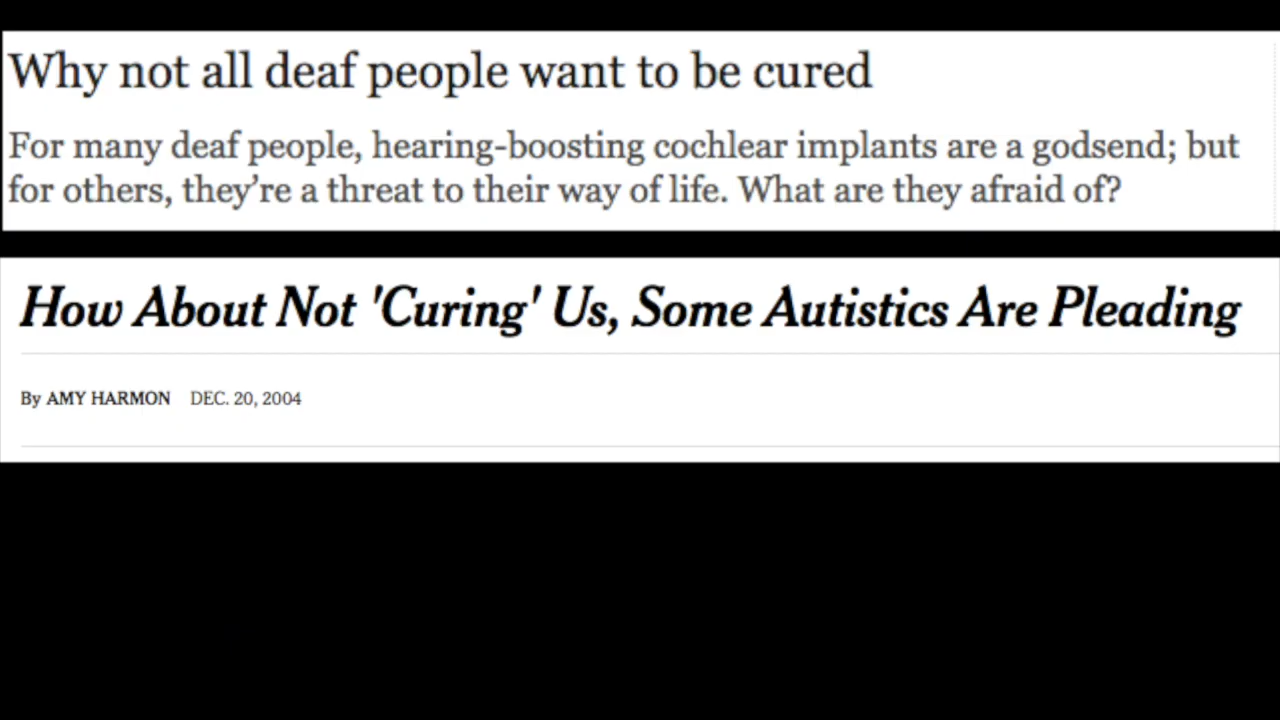 Why not all deaf people want to be cured
For many deaf people, hearing-boosting cochlear implants are a godsend; but
for others, they’re a threat to their way of life. What are they afraid of?
How About Not 'Curing' Us, Some Autistics Are Pleading
By AMY HARMON DEC. 20, 2004